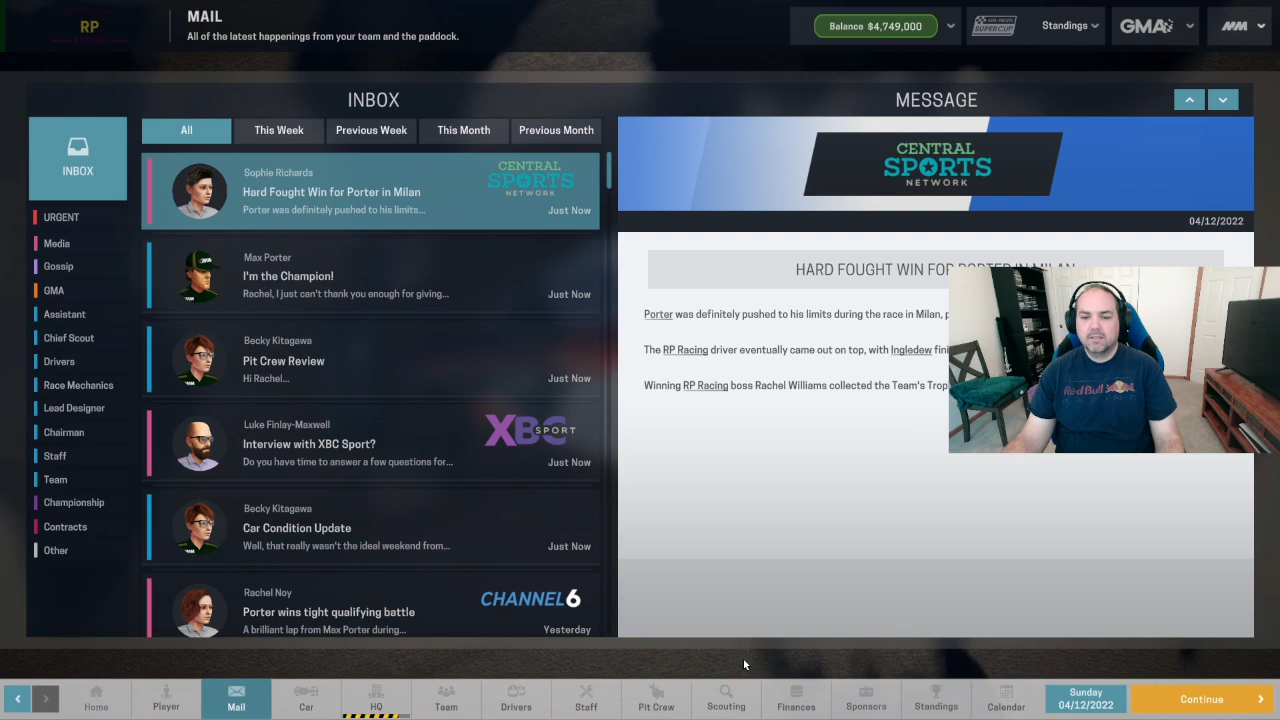 RP
MAIL
All of the latest happenings from your team and the paddock.
Balance $4,749,000
SUPER CUP
Standings
GMA
INBOX
MESSAGE
INBOX
URGENT
Media
Gossip
GMA
Assistant
Chief Scout
Drivers
Race Mechanics
Lead Designer
Chairman
Staff
Team
Championship
Contracts
Other
All
This Week
Previous Week
This Month
Previous Month
Sophie Richards
Hard Fought Win for Porter in Milan
Porter was definitely pushed to his limits...
CENTRAL
SPORTS
NETWORK
Just Now
Max Porter
I'm the Champion!
Rachel, I just can't thank you enough for giving...
Just Now
Becky Kitagawa
Pit Crew Review
Hi Rachel...
Just Now
Luke Finlay-Maxwell
Interview with XBC Sport?
Do you have time to answer a few questions for...
XBC SPORT
Just Now
Becky Kitagawa
Car Condition Update
Well, that really wasn't the ideal weekend from...
Just Now
Rachel Noy
Porter wins tight qualifying battle
A brilliant lap from Max Porter during...
CHANNEL6
Yesterday
CENTRAL
SPORTS
NETWORK
04/12/2022
HARD FOUGHT WIN FOR PORTER IN MILAN
Porter was definitely pushed to his limits during the race in Milan,
The RP Racing driver eventually came out on top, with Ingledew
Winning RP Racing boss Rachel Williams collected the Team's
Red Bull
Home
Player
Mail
Car
HQ
Team
Drivers
Staff
Pit Crew
Scouting
Finances
Sponsors
Standings
Calendar
Sunday
04/12/2022
Continue